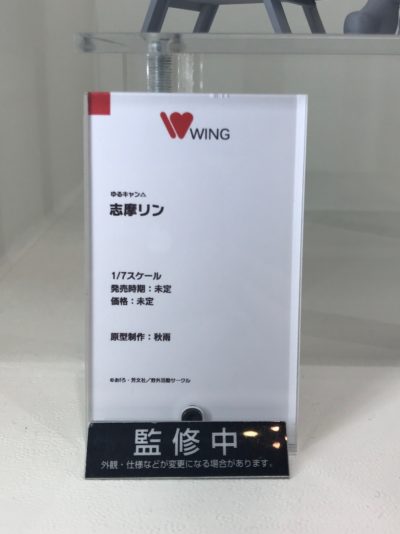 WING
ゆるキャン△
志摩リン
1/7スケール
発売時期：未定
価格：未定
原型制作：秋雨
©あfろ・芳文社／野外活動サークル
監修中
外観・仕様などが変更になる場合があります。